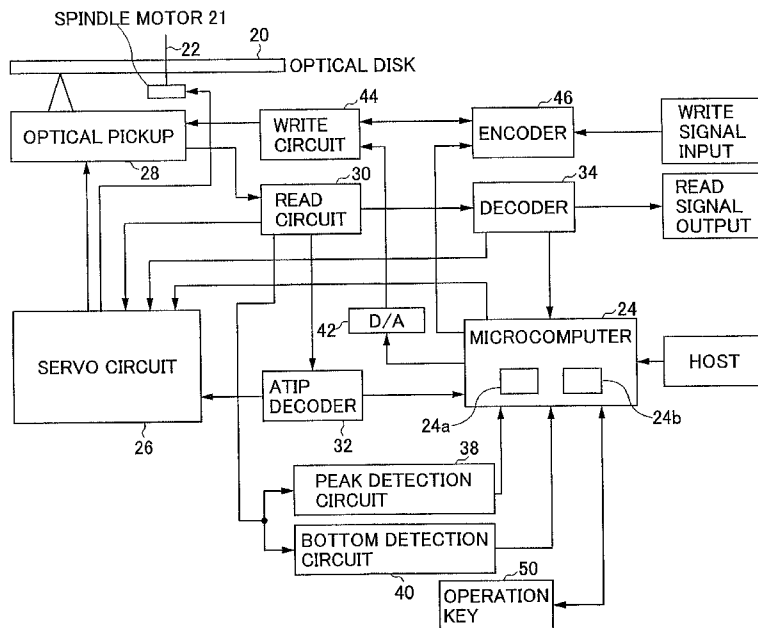 SPINDLE MOTOR 21
22
20
OPTICAL DISK
44
46
OPTICAL PICKUP
WRITE
CIRCUIT
ENCODER
WRITE
SIGNAL
INPUT
28
30
34
READ
CIRCUIT
DECODER
READ
SIGNAL
OUTPUT
24
42
D/A
MICROCOMPUTER
SERVO CIRCUIT
HOST
ATIP
DECODER
24a
24b
26
32
38
PEAK DETECTION
CIRCUIT
BOTTOM DETECTION
CIRCUIT
40
50
OPERATION
KEY